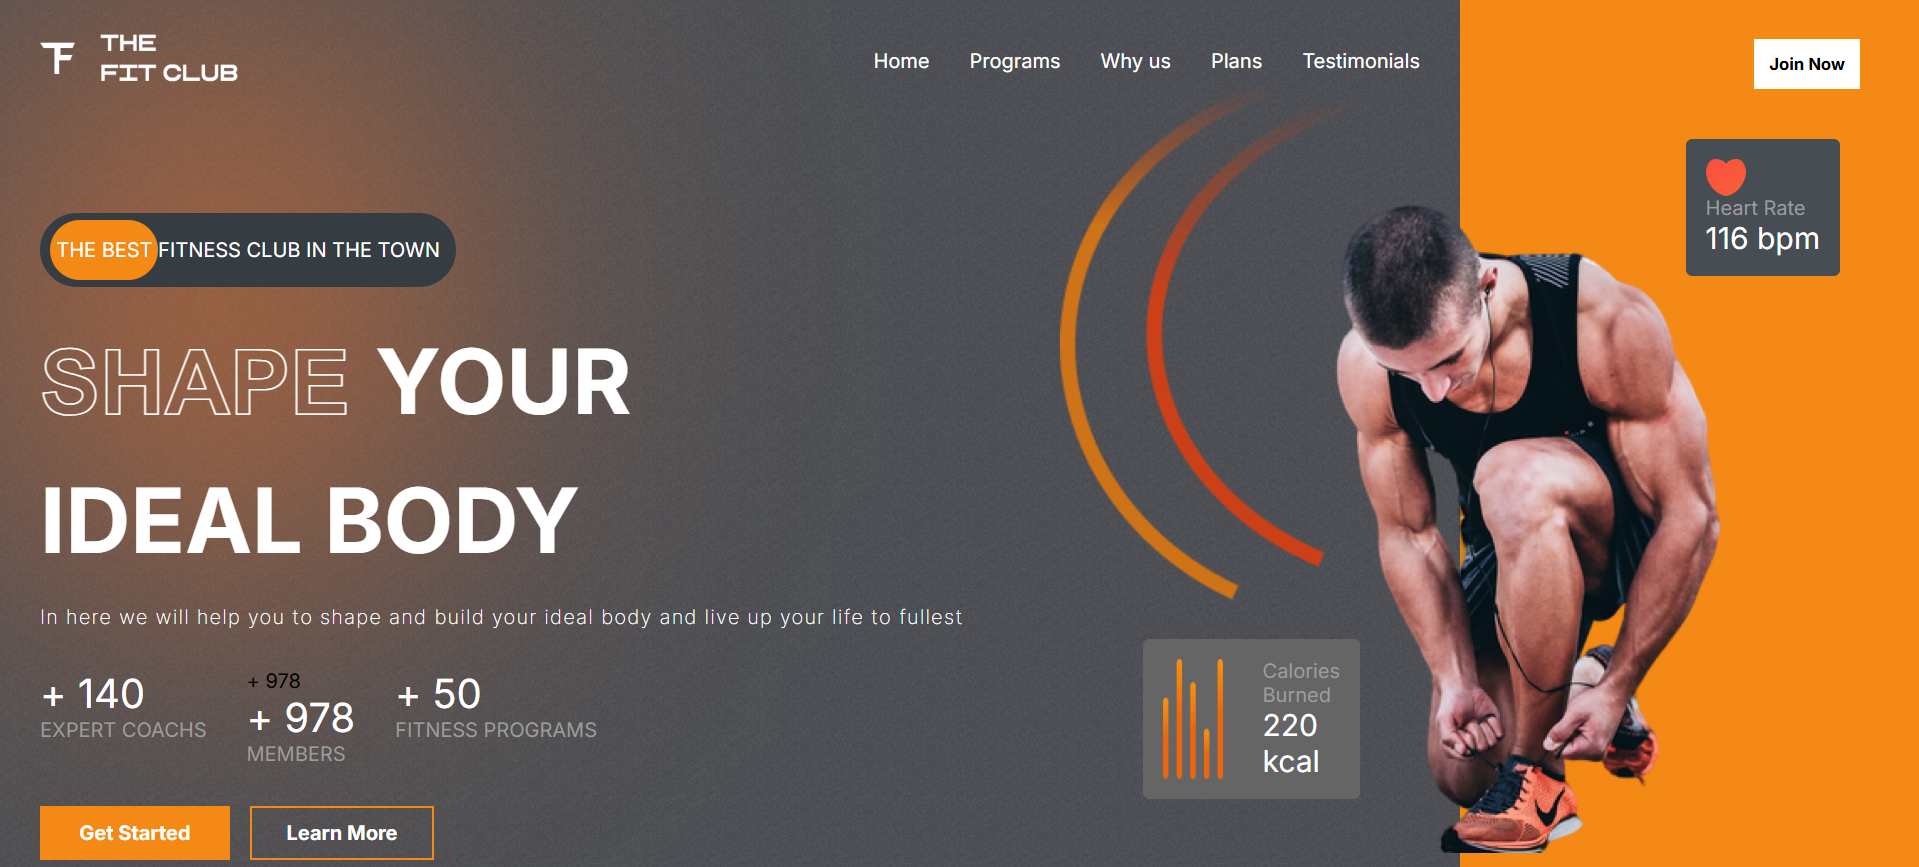 THE
FIT CLUB
Home Programs Why us Plans Testimonials
Join Now
Heart Rate
116 bpm
THE BEST FITNESS CLUB IN THE TOWN
SHAPE YOUR
IDEAL BODY
In here we will help you to shape and build your ideal body and live up your life to fullest
+ 140
EXPERT COACHS
+ 978
+ 978
MEMBERS
+ 50
FITNESS PROGRAMS
Calories
Burned
220
kcal
Get Started
Learn More